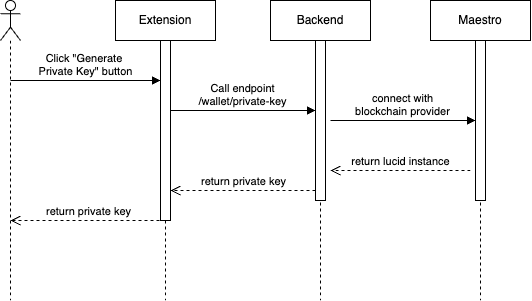 Extension
Backend
Maestro
Click "Generate
Private Key" button
Call endpoint
/wallet/private-key
connect with
blockchain provider
return lucid instance
return private key
return private key